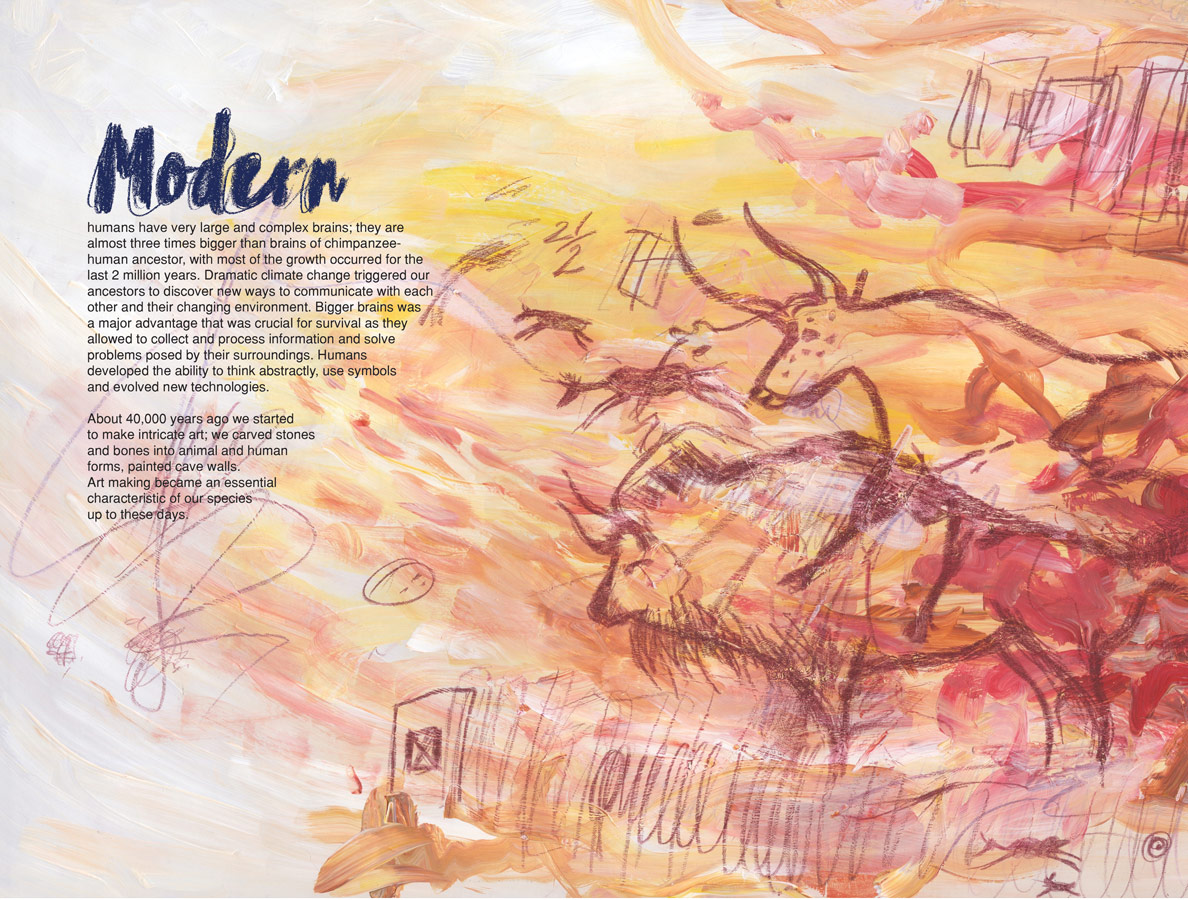 Modern
humans have very large and complex brains; they are
almost three times bigger than brains of chimpanzee-
human ancestor, with most of the growth occurred for the
last 2 million years. Dramatic climate change triggered our
ancestors to discover new ways to communicate with each
other and their changing environment. Bigger brains was
a major advantage that was crucial for survival as they
allowed to collect and process information and solve
problems posed by their surroundings. Humans
developed the ability to think abstractly, use symbols
and evolved new technologies.
About 40,000 years ago we started
to make intricate art; we carved stones
and bones into animal and human
forms, painted cave walls.
Art making became an essential
characteristic of our species
up to these days.